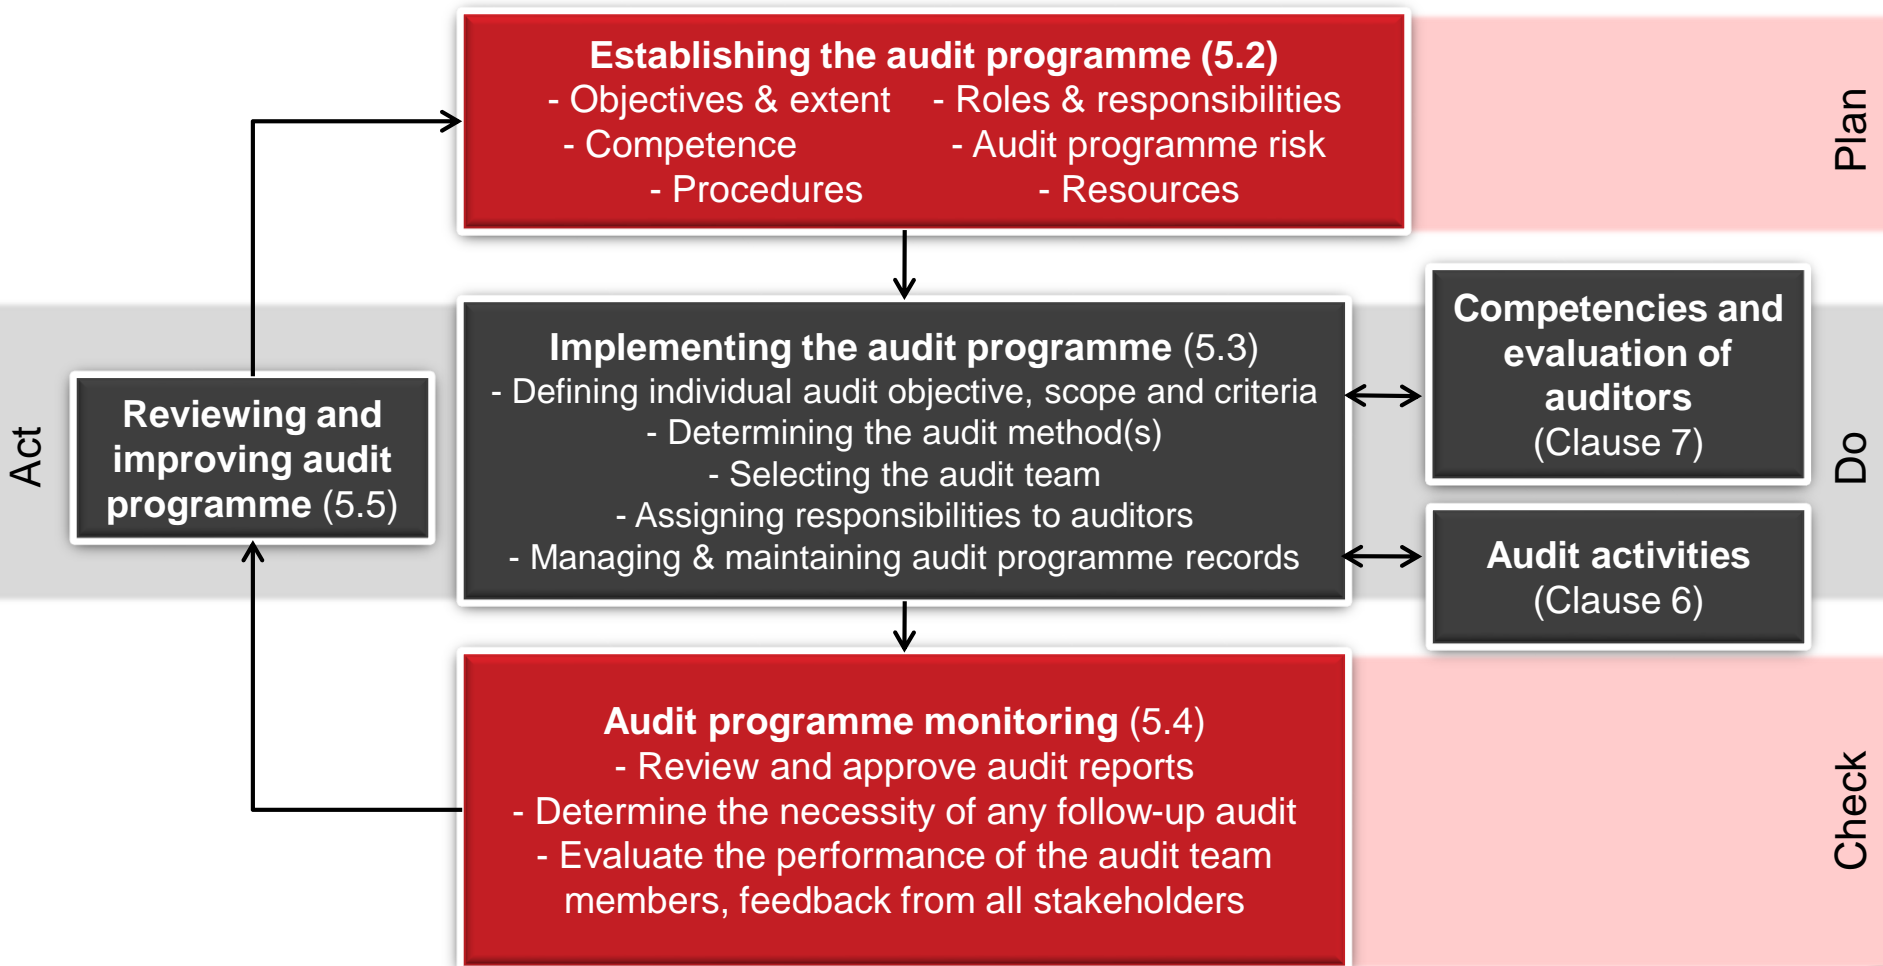 Establishing the audit programme (5.2)
- Objectives & extent - Roles & responsibilities
- Competence - Audit programme risk
- Procedures - Resources
Plan
Implementing the audit programme (5.3)
- Defining individual audit objective, scope and criteria
- Determining the audit method(s)
- Selecting the audit team
- Assigning responsibilities to auditors
- Managing & maintaining audit programme records
Competencies and
evaluation of
auditors
(Clause 7)
Audit activities
(Clause 6)
Do
Audit programme monitoring (5.4)
- Review and approve audit reports
- Determine the necessity of any follow-up audit
- Evaluate the performance of the audit team
members, feedback from all stakeholders
Check
Reviewing and
improving audit
programme (5.5)
Act